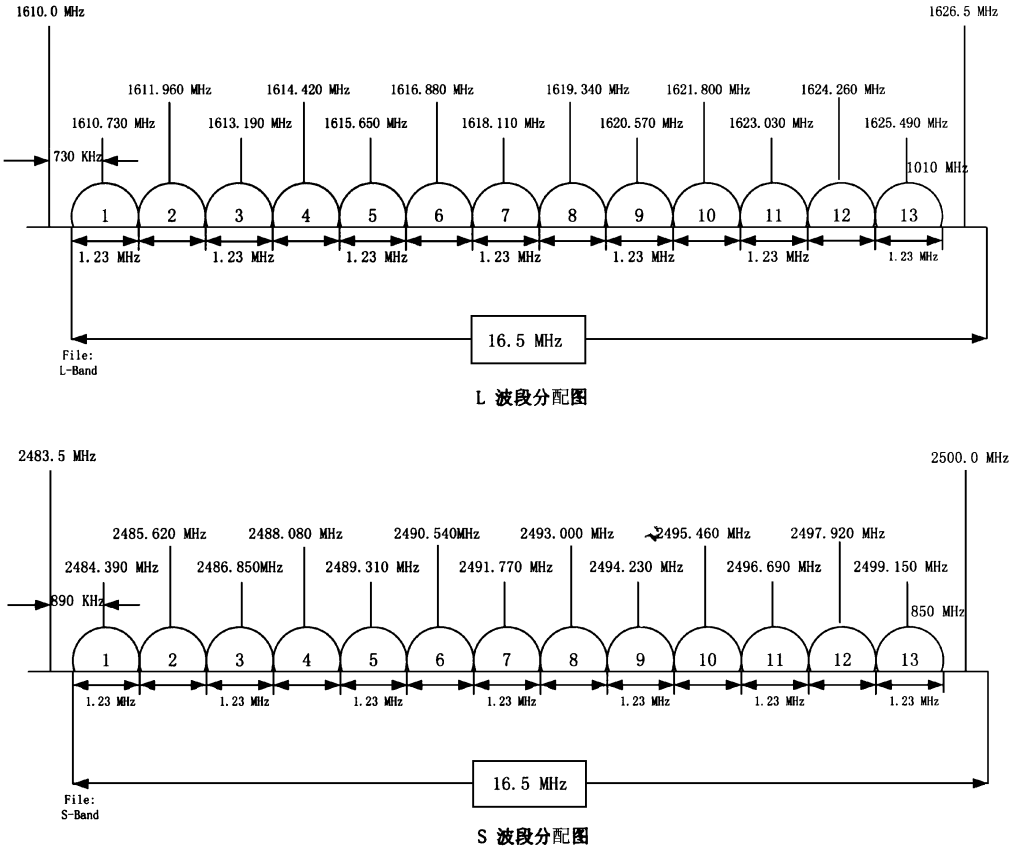 1610.0 MHz
1626.5 MHz
1611.960 MHz
1614.420 MHz
1616.880 MHz
1619.340 MHz
1621.800 MHz
1624.260 MHz
1610.730 MHz
1613.190 MHz
1615.650 MHz
1618.110 MHz
1620.570 MHz
1623.030 MHz
1625.490 MHz
730 KHz
1010 MHz
1 2 3 4 5 6 7 8 9 10 11 12 13
1.23 MHz 1.23 MHz 1.23 MHz 1.23 MHz 1.23 MHz 1.23 MHz 1.23 MHz
16.5 MHz
File:
L-Band
L 波段分配图
2483.5 MHz
2500.0 MHz
2485.620 MHz
2488.080 MHz
2490.540MHz
2493.000 MHz
2495.460 MHz
2497.920 MHz
2484.390 MHz
2486.850MHz
2489.310 MHz
2491.770 MHz
2494.230 MHz
2496.690 MHz
2499.150 MHz
890 KHz
850 MHz
1 2 3 4 5 6 7 8 9 10 11 12 13
1.23 MHz 1.23 MHz 1.23 MHz 1.23 MHz 1.23 MHz 1.23 MHz 1.23 MHz
16.5 MHz
File:
S-Band
S 波段分配图